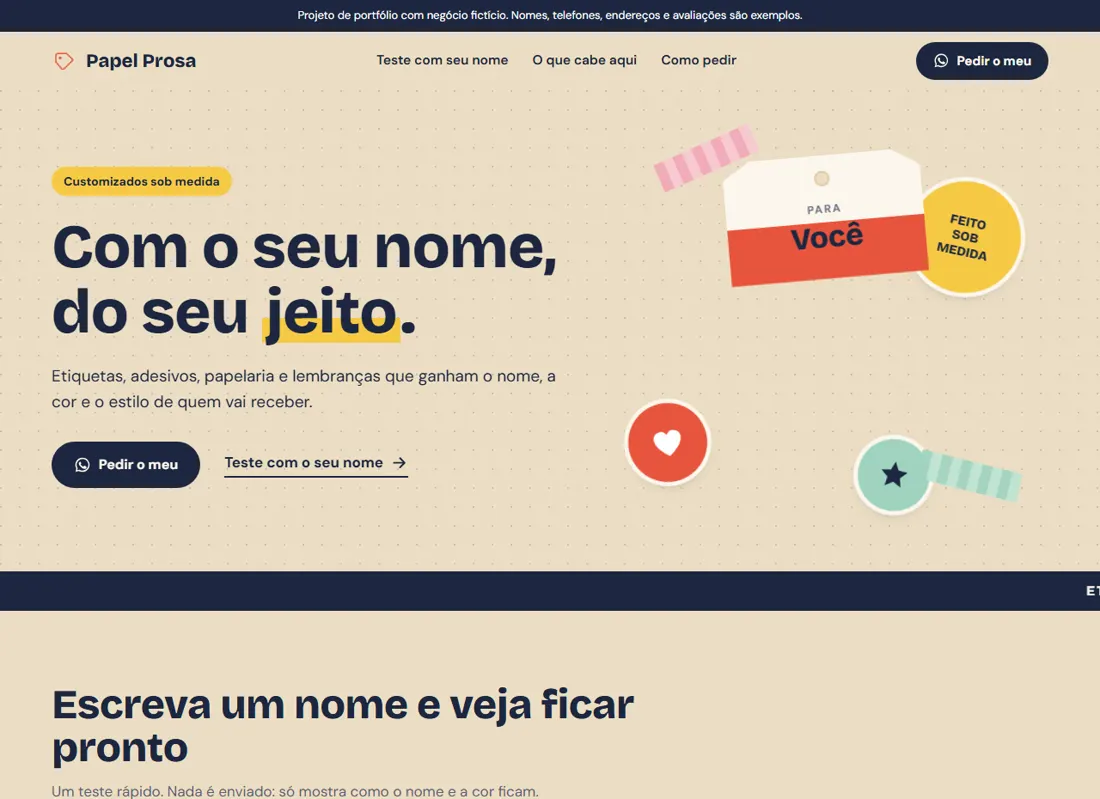 Projeto de portfólio com negócio fictício. Nomes, telefones, endereços e avaliações são exemplos.
Papel Prosa
Teste com seu nome
O que cabe aqui
Como pedir
Pedir o meu
Customizados sob medida
Com o seu nome,
do seu jeito.
Etiquetas, adesivos, papelaria e lembranças que ganham o nome, a
cor e o estilo de quem vai receber.
Pedir o meu
Teste com o seu nome
PARA
Você
FEITO
SOB
MEDIDA
Escreva um nome e veja ficar
pronto
Um teste rápido. Nada é enviado: só mostra como o nome e a cor ficam.